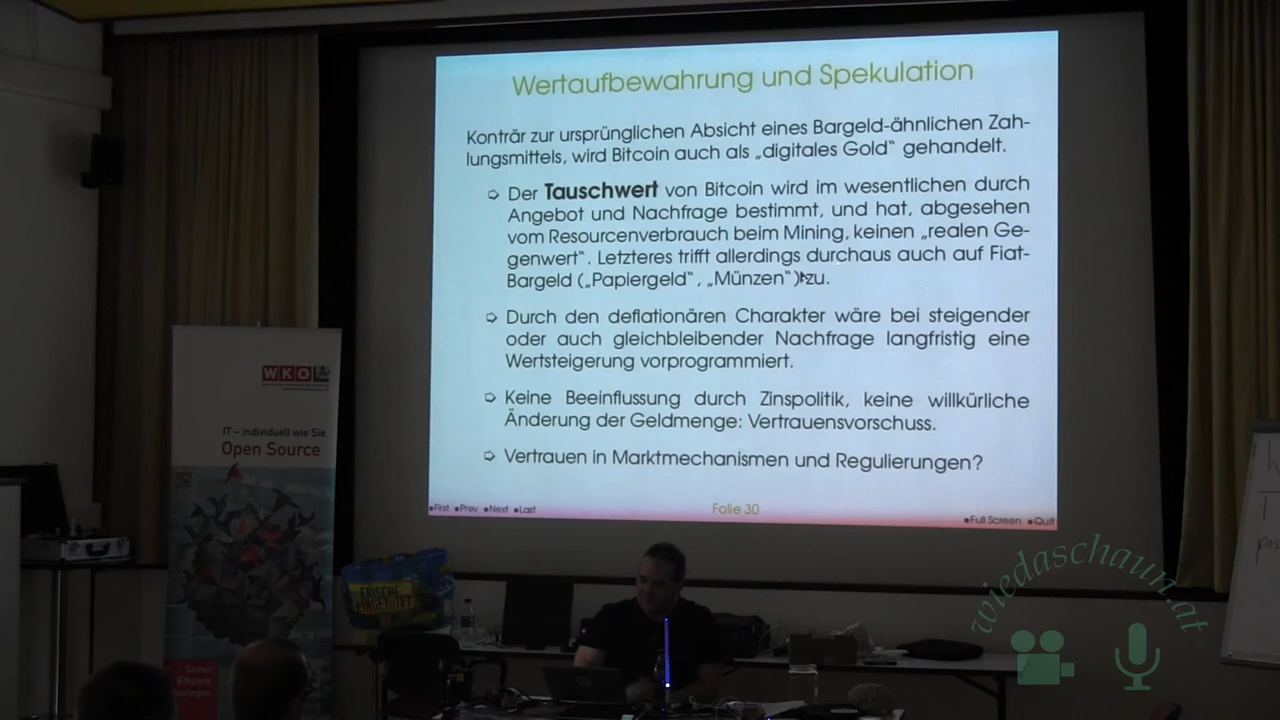 Wertaufbewahrung und Spekulation
Konträr zur ursprünglichen Absicht eines Bargeld-ähnlichen Zah-
lungsmittels, wird Bitcoin auch als „digitales Gold“ gehandelt.
➩ Der Tauschwert von Bitcoin wird im wesentlichen durch
Angebot und Nachfrage bestimmt, und hat, abgesehen
vom Resourcenverbrauch beim Mining, keinen „realen Ge-
genwert“. Letzteres trifft allerdings durchaus auch auf Fiat-
Bargeld („Papiergeld“, „Münzen“) zu.
➩ Durch den deflationären Charakter wäre bei steigender
oder auch gleichbleibender Nachfrage langfristig eine
Wertsteigerung vorprogrammiert.
➩ Keine Beeinflussung durch Zinspolitik, keine willkürliche
Änderung der Geldmenge: Vertrauensvorschuss.
➩ Vertrauen in Marktmechanismen und Regulierungen?
•First •Prev •Next •Last
Folie 30
•Full Screen •Quit
WKO
IT – individuell wie Sie.
Open Source
Sicher
Effizient
FRISCHE
EINGETÜTET
wiedaschaun.at